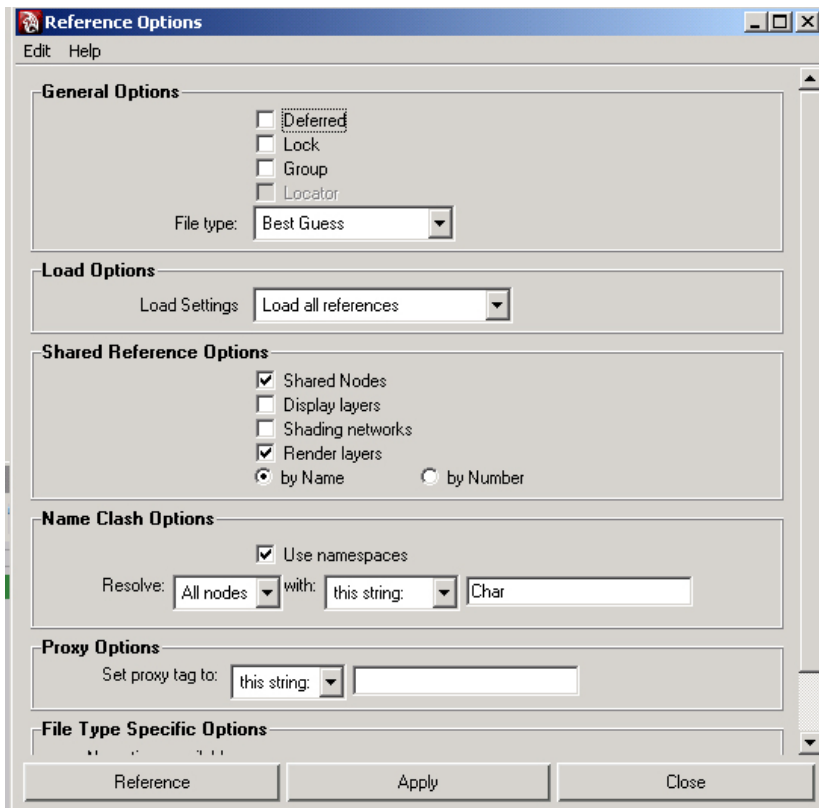 Reference Options
Edit Help
General Options
Deferred
Lock
Group
Locator
File type: Best Guess
Load Options
Load Settings Load all references
Shared Reference Options
Shared Nodes
Display layers
Shading networks
Render layers
by Name by Number
Name Clash Options
Use namespaces
Resolve: All nodes with: this string: Char
Proxy Options
Set proxy tag to: this string:
File Type Specific Options
Reference Apply Close